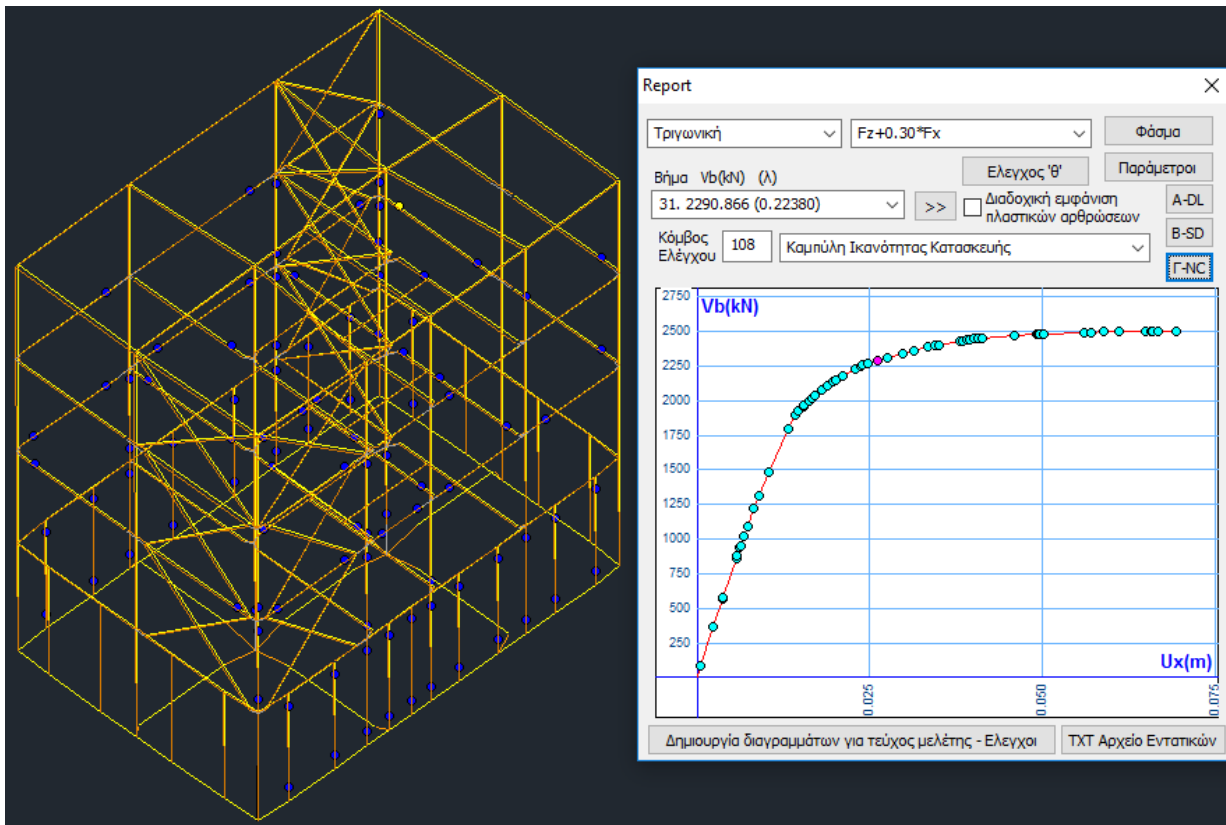 Report
Τριγωνική Fz+0.30*Fx Φάσμα
Ελεγχος 'θ' Παράμετροι
Βήμα Vb(kN) (λ)
31. 2290.866 (0.22380) >> Διαδοχική εμφάνιση πλαστικών αρθρώσεων A-DL
B-SD
Κόμβος Ελέγχου 108 Καμπύλη Ικανότητας Κατασκευής
Γ-NC
2750 Vb(kN)
2500
2250
2000
1750
1500
1250
1000
750
500
250
Ux(m)
0.025 0.050 0.075
Δημιουργία διαγραμμάτων για τεύχος μελέτης - Ελεγχοι TXT Αρχείο Εντατικών